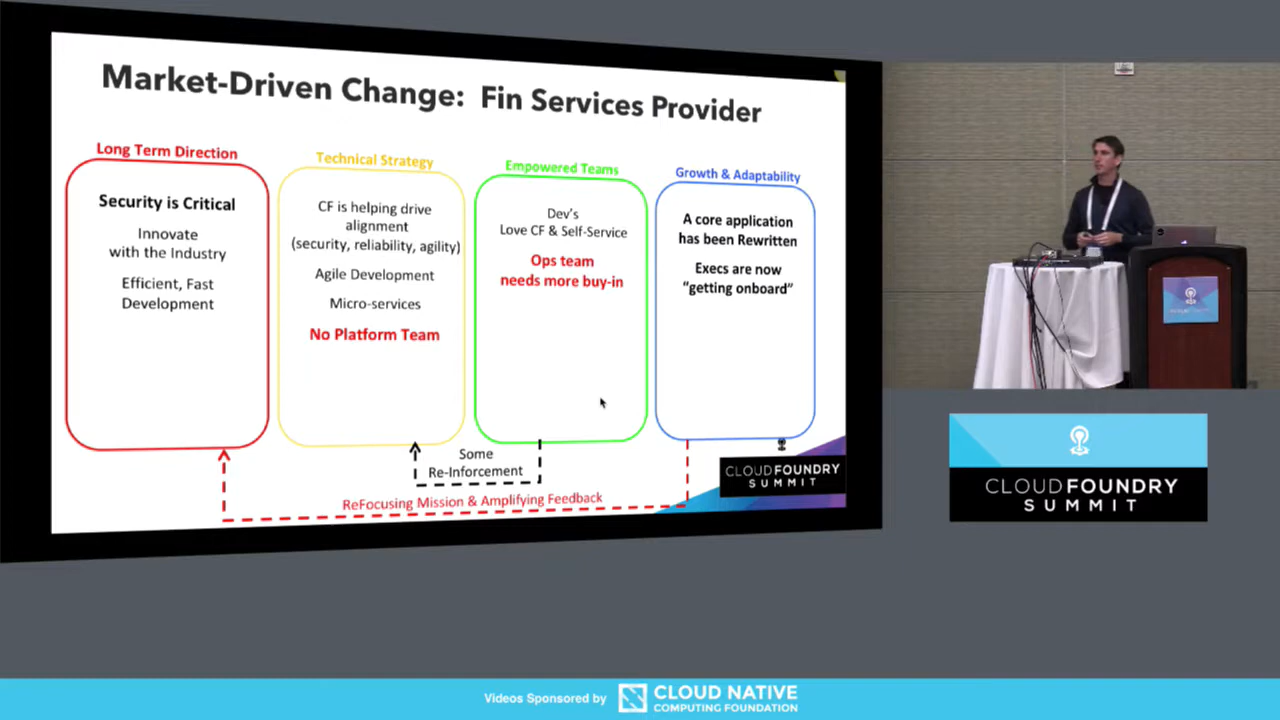 Market-Driven Change: Fin Services Provider
Long Term Direction
Security is Critical
Innovate
with the Industry
Efficient, Fast
Development
Technical Strategy
CF is helping drive
alignment
(security, reliability, agility)
Agile Development
Micro-services
No Platform Team
Empowered Teams
Dev's
Love CF & Self-Service
Ops team
needs more buy-in
Growth & Adaptability
A core application
has been Rewritten
Execs are now
"getting onboard"
Some
Re-Inforcement
ReFocusing Mission & Amplifying Feedback
CLOUDFOUNDRY
SUMMIT
CLOUDFOUNDRY
SUMMIT
Videos Sponsored by
CLOUD NATIVE
COMPUTING FOUNDATION